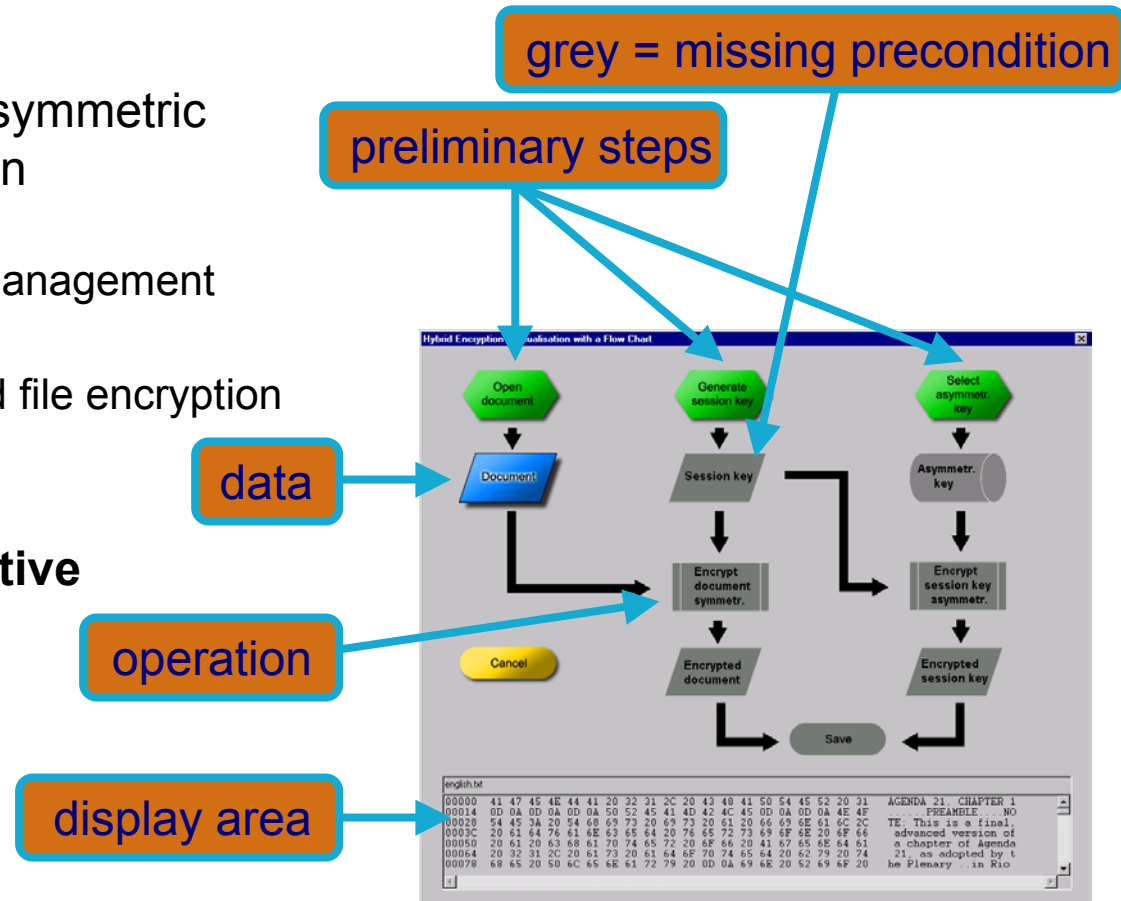 grey = missing precondition
symmetric
preliminary steps
n
anagement
Hybrid Encryption
ualisation with a Flow Chart
d file encryption
Open
document
Generate
session key
Select
asymmetr.
key
data
Document
Session key
Asymmetr.
key
tive
Encrypt
document
symmetr.
Encrypt
session key
asymmetr.
operation
Cancel
Encrypted
document
Encrypted
session key
Save
display area
english.txt
00000 41 47 45 4E 44 41 20 32 31 2C 20 43 48 41 50 54 45 52 20 31 AGENDA 21, CHAPTER 1
00014 0D 0A 0D 0A 0D 0A 50 52 45 41 4D 42 4C 45 0D 0A 0D 0A 4E 4F ......PREAMBLE....NO
00028 54 45 3A 20 54 68 69 73 20 69 73 20 61 20 66 69 6E 61 6C 2C TE: This is a final,
0003C 20 61 64 76 61 6E 63 65 64 20 76 65 72 73 69 6F 6E 20 6F 66 advanced version of
00050 20 61 20 63 68 61 70 74 65 72 20 6F 66 20 41 67 65 6E 64 61 a chapter of Agenda
00064 20 32 31 2C 20 61 73 20 61 64 6F 70 74 65 64 20 62 79 20 74 21, as adopted by t
00078 68 65 20 50 6C 65 6E 61 72 79 20 0D 0A 69 6E 20 52 69 6F 20 he Plenary ..in Rio